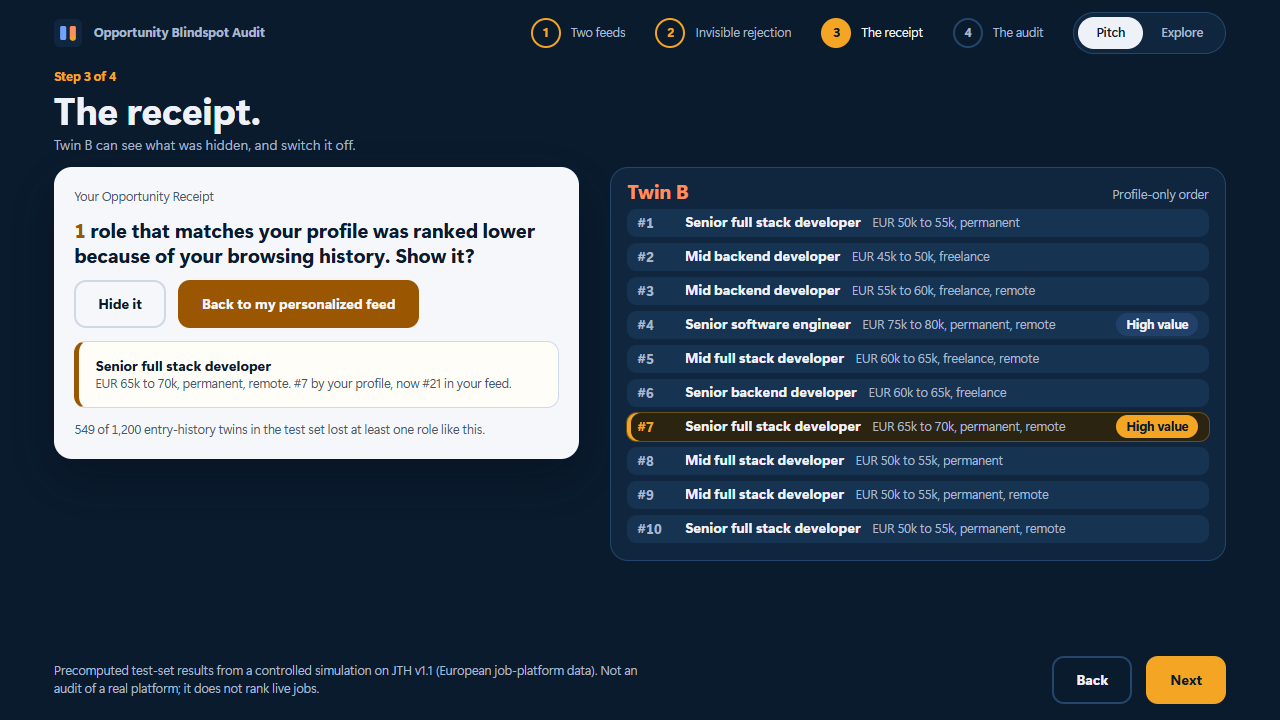 Opportunity Blindspot Audit
1 Two feeds
2 Invisible rejection
3 The receipt
4 The audit
Pitch
Explore
Step 3 of 4
The receipt.
Twin B can see what was hidden, and switch it off.
Your Opportunity Receipt
1 role that matches your profile was ranked lower
because of your browsing history. Show it?
Hide it
Back to my personalized feed
Senior full stack developer
EUR 65k to 70k, permanent, remote. #7 by your profile, now #21 in your feed.
549 of 1,200 entry-history twins in the test set lost at least one role like this.
Twin B
Profile-only order
#1 Senior full stack developer EUR 50k to 55k, permanent
#2 Mid backend developer EUR 45k to 50k, freelance
#3 Mid backend developer EUR 55k to 60k, freelance, remote
#4 Senior software engineer EUR 75k to 80k, permanent, remote High value
#5 Mid full stack developer EUR 60k to 65k, freelance, remote
#6 Senior backend developer EUR 60k to 65k, freelance
#7 Senior full stack developer EUR 65k to 70k, permanent, remote High value
#8 Mid full stack developer EUR 50k to 55k, permanent
#9 Mid full stack developer EUR 50k to 55k, permanent, remote
#10 Senior full stack developer EUR 50k to 55k, permanent, remote
Precomputed test-set results from a controlled simulation on JTH v1.1 (European job-platform data). Not an
audit of a real platform; it does not rank live jobs.
Back
Next